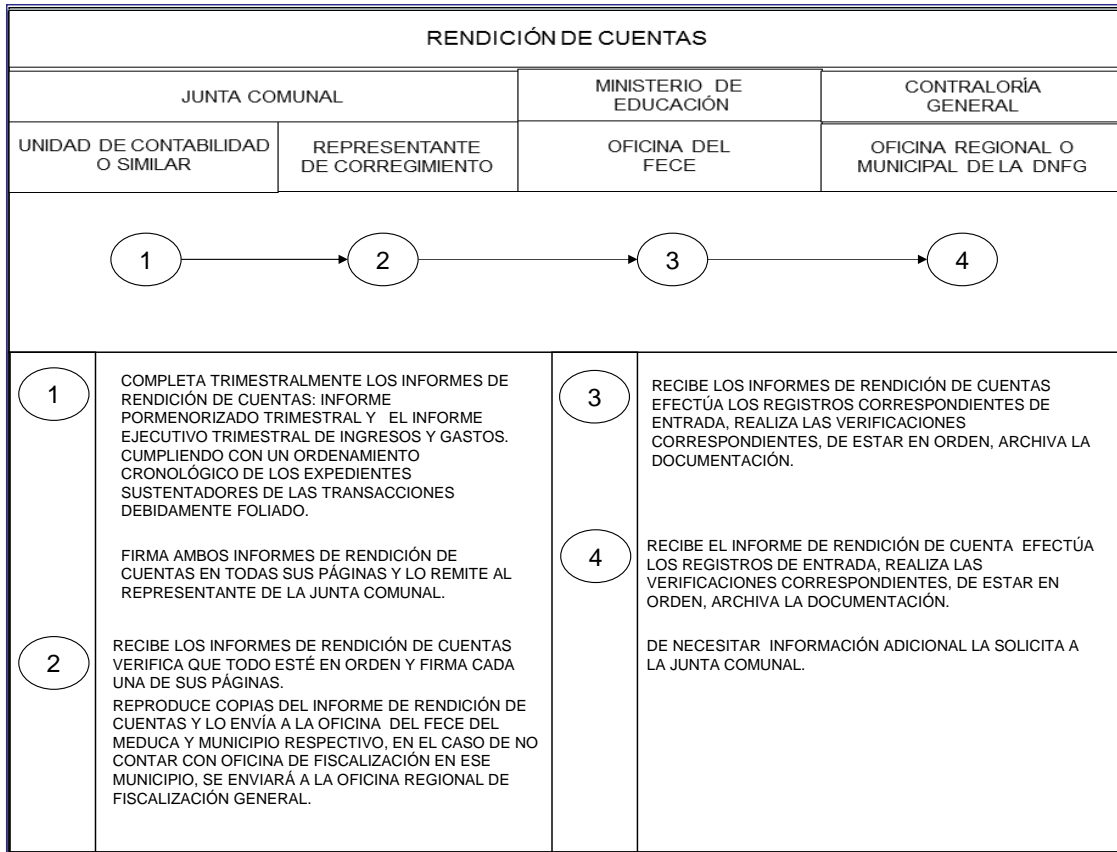 RENDICIÓN DE CUENTAS
JUNTA COMUNAL
MINISTERIO DE
EDUCACIÓN
CONTRALORÍA
GENERAL
UNIDAD DE CONTABILIDAD
O SIMILAR
REPRESENTANTE
DE CORREGIMIENTO
OFICINA DEL
FECE
OFICINA REGIONAL O
MUNICIPAL DE LA DNFG
1
2
3
4
1
COMPLETA TRIMESTRALMENTE LOS INFORMES DE
RENDICIÓN DE CUENTAS: INFORME
PORMENORIZADO TRIMESTRAL Y EL INFORME
EJECUTIVO TRIMESTRAL DE INGRESOS Y GASTOS.
CUMPLIENDO CON UN ORDENAMIENTO
CRONOLÓGICO DE LOS EXPEDIENTES
SUSTENTADORES DE LAS TRANSACCIONES
DEBIDAMENTE FOLIADO.
FIRMA AMBOS INFORMES DE RENDICIÓN DE
CUENTAS EN TODAS SUS PÁGINAS Y LO REMITE AL
REPRESENTANTE DE LA JUNTA COMUNAL.
2
RECIBE LOS INFORMES DE RENDICIÓN DE CUENTAS
VERIFICA QUE TODO ESTÉ EN ORDEN Y FIRMA CADA
UNA DE SUS PÁGINAS.
REPRODUCE COPIAS DEL INFORME DE RENDICIÓN DE
CUENTAS Y LO ENVÍA A LA OFICINA DEL FECE DEL
MEDUCA Y MUNICIPIO RESPECTIVO, EN EL CASO DE NO
CONTAR CON OFICINA DE FISCALIZACIÓN EN ESE
MUNICIPIO, SE ENVIARÁ A LA OFICINA REGIONAL DE
FISCALIZACIÓN GENERAL.
3
RECIBE LOS INFORMES DE RENDICIÓN DE CUENTAS
EFECTÚA LOS REGISTROS CORRESPONDIENTES DE
ENTRADA, REALIZA LAS VERIFICACIONES
CORRESPONDIENTES, DE ESTAR EN ORDEN, ARCHIVA LA
DOCUMENTACIÓN.
4
RECIBE EL INFORME DE RENDICIÓN DE CUENTA EFECTÚA
LOS REGISTROS DE ENTRADA, REALIZA LAS
VERIFICACIONES CORRESPONDIENTES, DE ESTAR EN
ORDEN, ARCHIVA LA DOCUMENTACIÓN.
DE NECESITAR INFORMACIÓN ADICIONAL LA SOLICITA A
LA JUNTA COMUNAL.